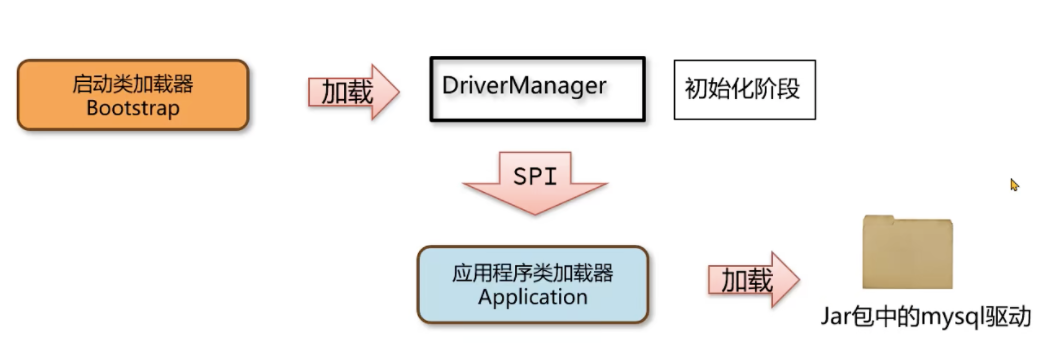 启动类加载器
Bootstrap
加载
DriverManager
初始化阶段
SPI
应用程序类加载器
Application
加载
Jar包中的mysql驱动